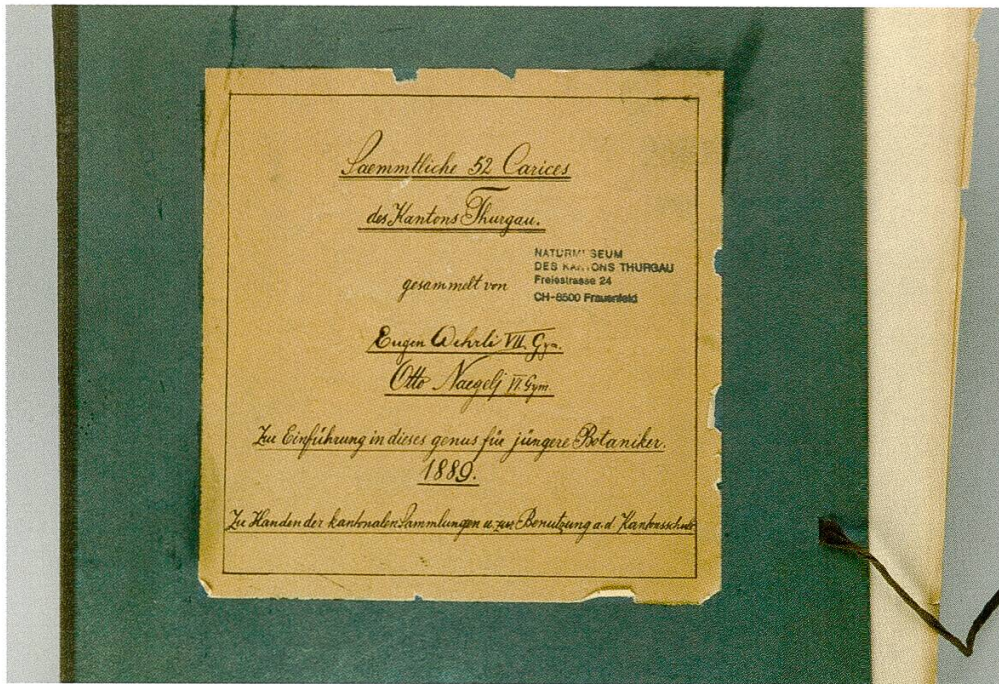 Saemmtliche 52 Carices
des Kantons Thurgau.
gesammelt von
NATURMUSEUM
DES KANTONS THURGAU
Freiestrasse 24
CH-8500 Frauenfeld
Eugen Wehrli VII. Gym.
Otto Naegeli VI. Gym.
Zu Einführung in dieses genus für jüngere Botaniker.
1889.
Zu Handen der kantonalen Sammlungen u. zur Benutzung a. d. Kantonsschule